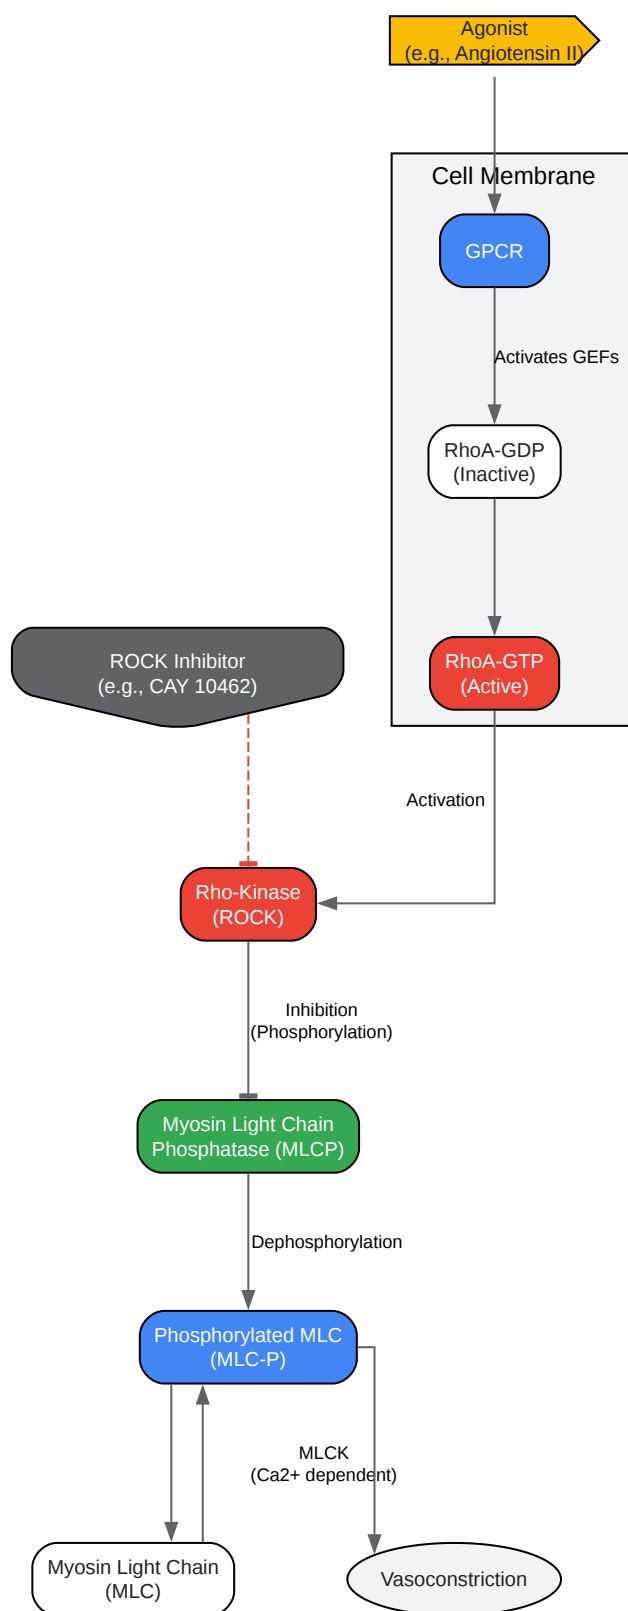 Agonist
(e.g., Angiotensin II)
Cell Membrane
GPCR
Activates GEFs
RhoA-GDP
(Inactive)
ROCK Inhibitor
(e.g., CAY 10462)
RhoA-GTP
(Active)
Activation
Rho-Kinase
(ROCK)
Inhibition
(Phosphorylation)
Myosin Light Chain
Phosphatase (MLCP)
Dephosphorylation
Phosphorylated MLC
(MLC-P)
MLCK
(Ca2+ dependent)
Myosin Light Chain
(MLC)
Vasoconstriction